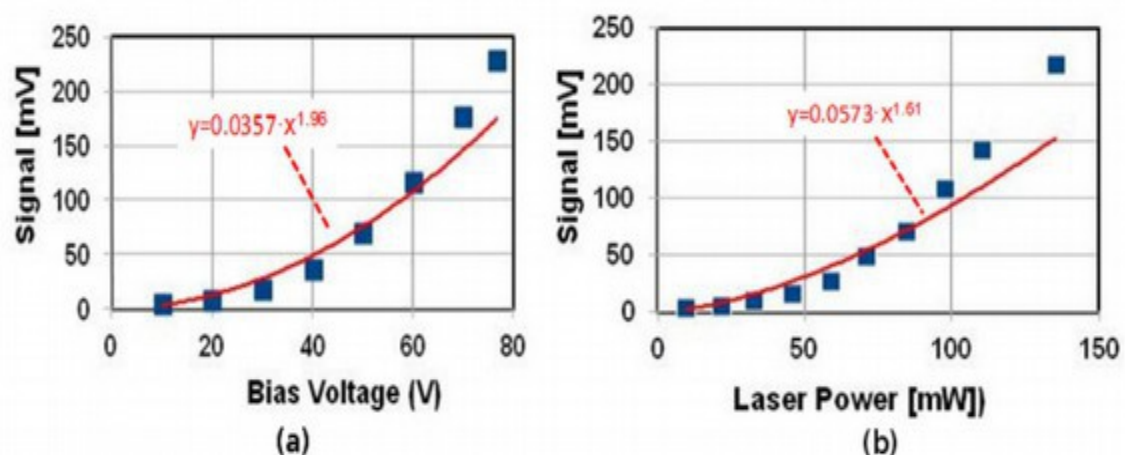 250
200
150
100
50
0
Signal [mV]
y=0.0357·x^1.96
0 20 40 60 80
Bias Voltage (V)
(a)
250
200
150
100
50
0
Signal [mV]
y=0.0573·x^1.61
0 50 100 150
Laser Power [mW])
(b)